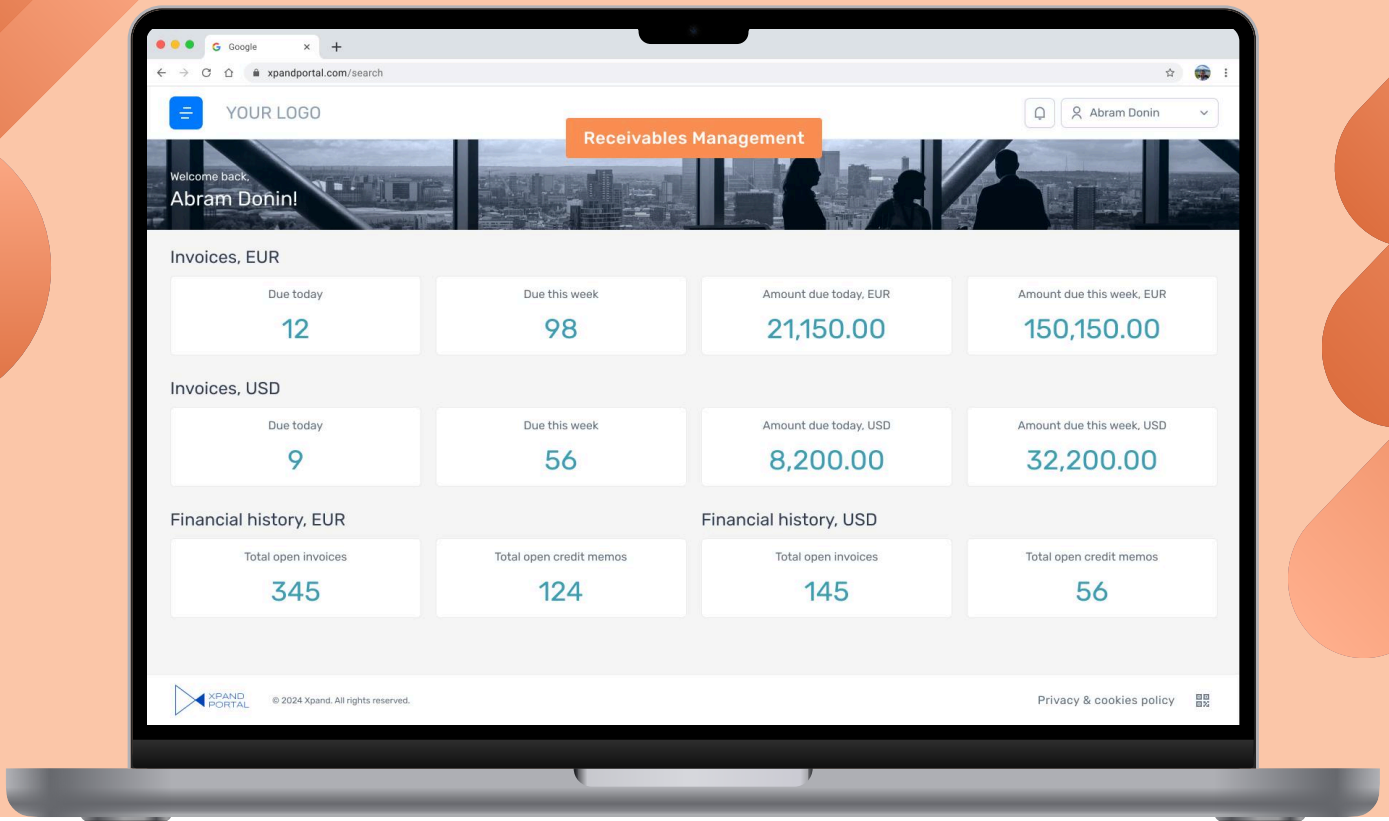 Google
xpandportal.com/search
YOUR LOGO
Abram Donin
Receivables Management
Welcome back,
Abram Donin!
Invoices, EUR
Due today
12
Due this week
98
Amount due today, EUR
21,150.00
Amount due this week, EUR
150,150.00
Invoices, USD
Due today
9
Due this week
56
Amount due today, USD
8,200.00
Amount due this week, USD
32,200.00
Financial history, EUR
Total open invoices
345
Total open credit memos
124
Financial history, USD
Total open invoices
145
Total open credit memos
56
XPAND
PORTAL
© 2024 Xpand. All rights reserved.
Privacy & cookies policy